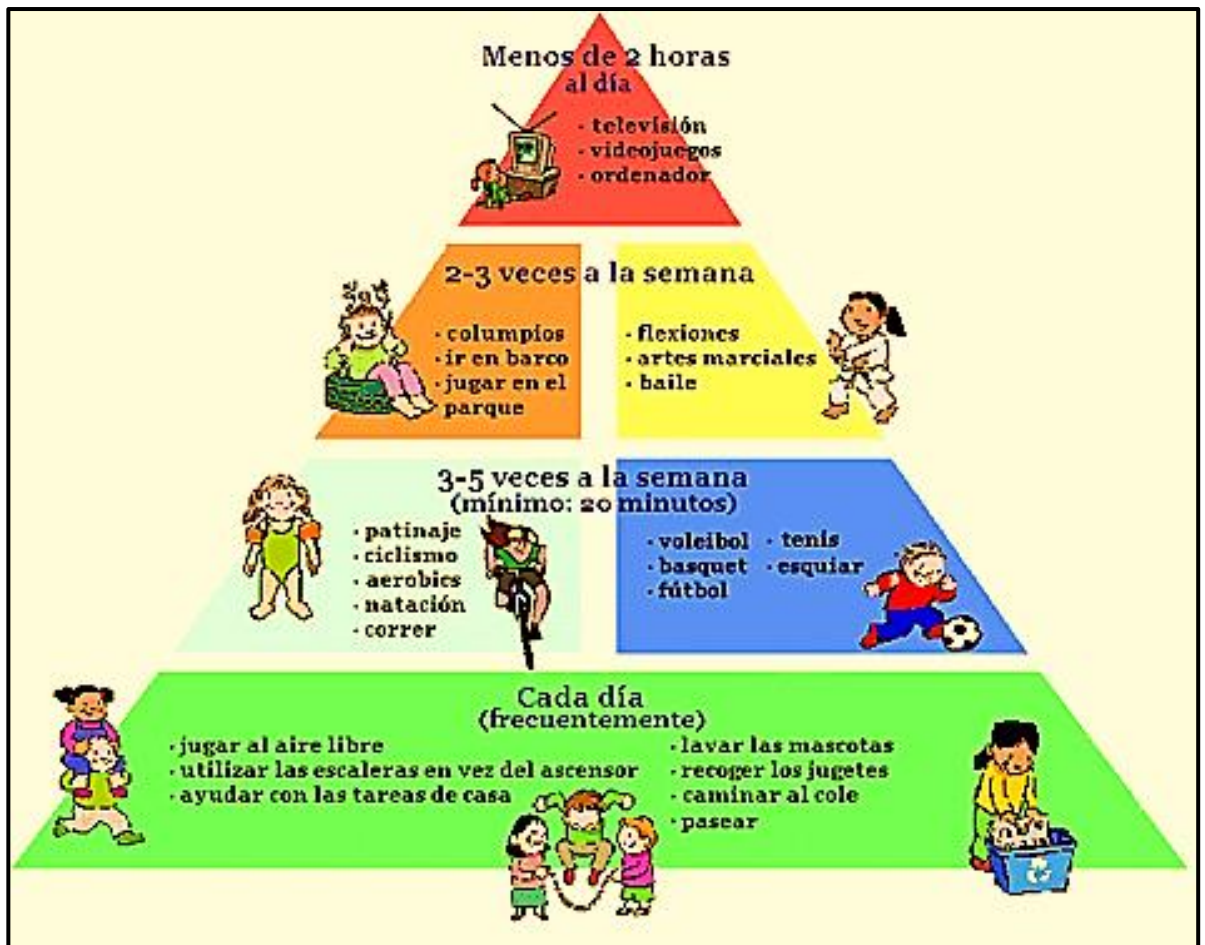 Menos de 2 horas
al día
· televisión
· videojuegos
· ordenador
2-3 veces a la semana
· columpios
· ir en barco
· jugar en el
parque
· flexiones
· artes marciales
· baile
3-5 veces a la semana
(mínimo: 20 minutos)
· patinaje
· ciclismo
· aerobics
· natación
· correr
· voleibol
· basquet
· fútbol
· tenis
· esquiar
Cada día
(frecuentemente)
· jugar al aire libre
· utilizar las escaleras en vez del ascensor
· ayudar con las tareas de casa
· lavar las mascotas
· recoger los jugetes
· caminar al cole
· pasear